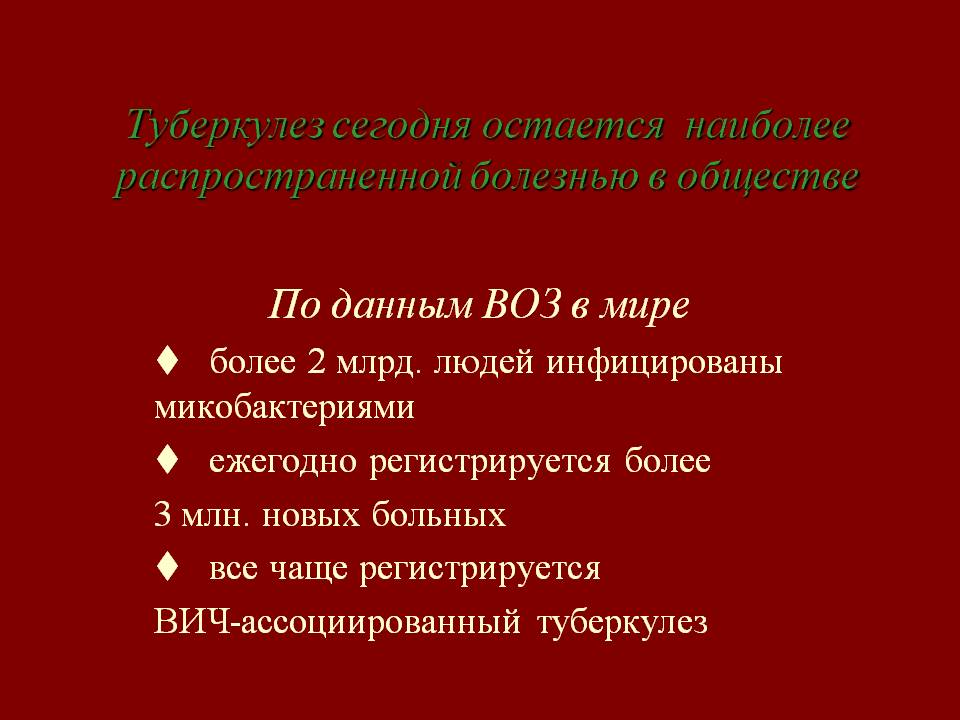 Туберкулез сегодня остается наиболее
распространенной болезнью в обществе
По данным ВОЗ в мире
♦ более 2 млрд. людей инфицированы
микобактериями
♦ ежегодно регистрируется более
3 млн. новых больных
♦ все чаще регистрируется
ВИЧ-ассоциированный туберкулез